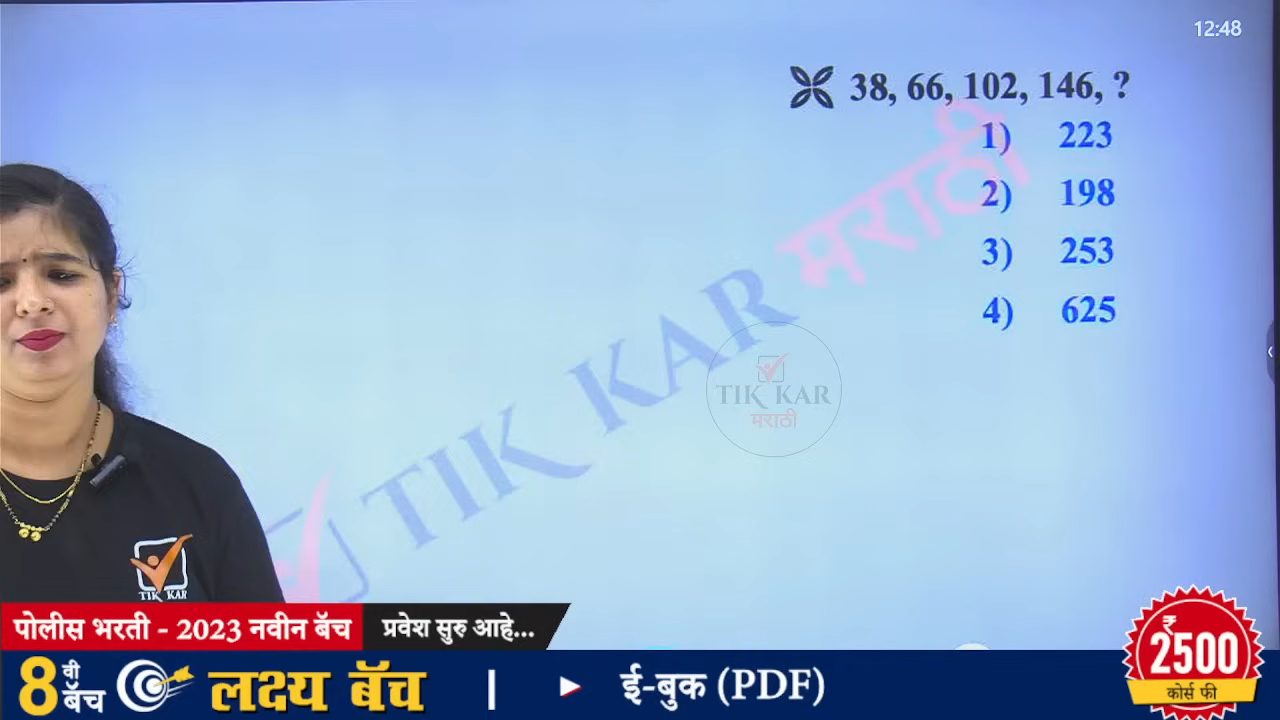 12:48
38, 66, 102, 146, ?
1) 223
2) 198
3) 253
4) 625
TIK KAR मराठी
TIK KAR
मराठी
TIK KAR
पोलीस भरती - 2023 नवीन बॅच
प्रवेश सुरु आहे...
8 वी बॅच लक्ष्य बॅच | ई-बुक (PDF)
₹
2500
कोर्स फी